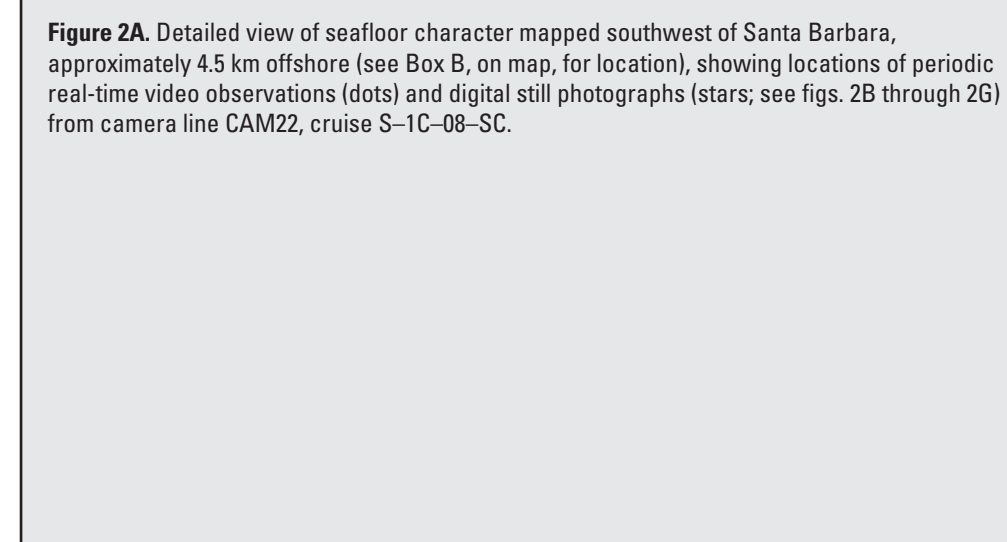 Figure 2A. Detailed view of seafloor character mapped southwest of Santa Barbara,
approximately 4.5 km offshore (see Box B, on map, for location), showing locations of periodic
real-time video observations (dots) and digital still photographs (stars; see figs. 2B through 2G)
from camera line CAM22, cruise S–1C–08–SC.